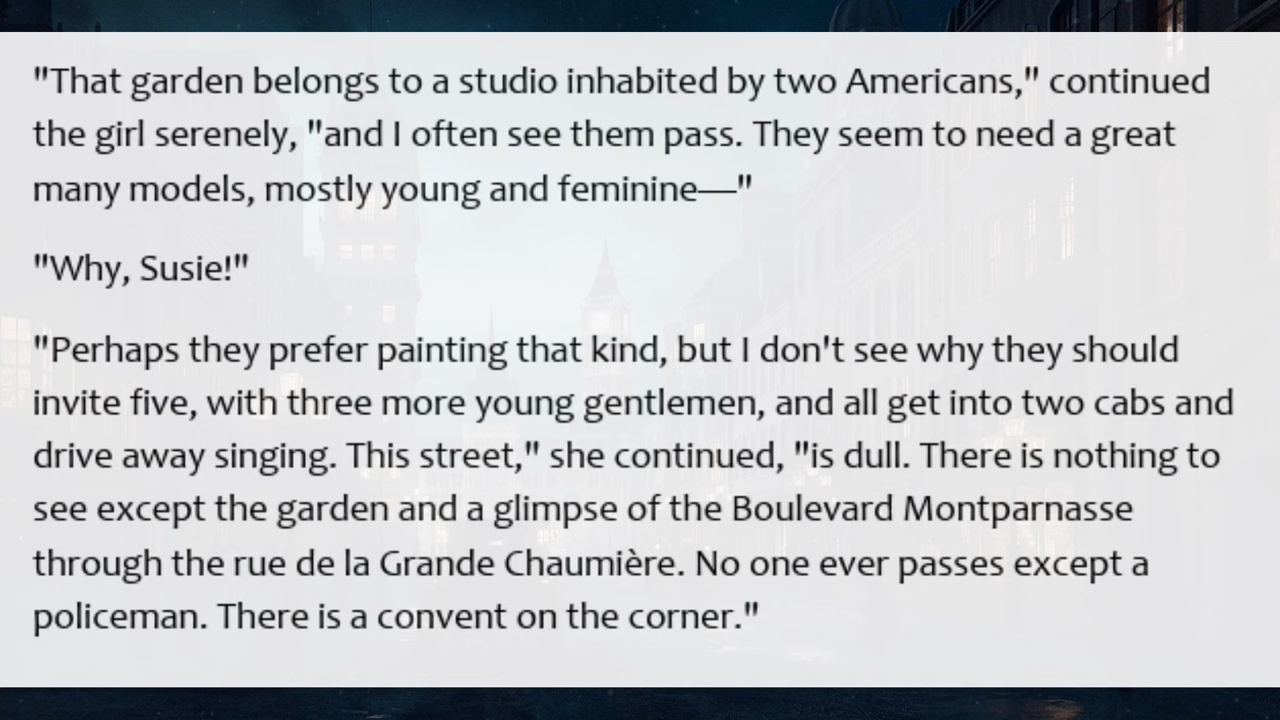 "That garden belongs to a studio inhabited by two Americans," continued
the girl serenely, "and I often see them pass. They seem to need a great
many models, mostly young and feminine—"
"Why, Susie!"
"Perhaps they prefer painting that kind, but I don't see why they should
invite five, with three more young gentlemen, and all get into two cabs and
drive away singing. This street," she continued, "is dull. There is nothing to
see except the garden and a glimpse of the Boulevard Montparnasse
through the rue de la Grande Chaumière. No one ever passes except a
policeman. There is a convent on the corner."